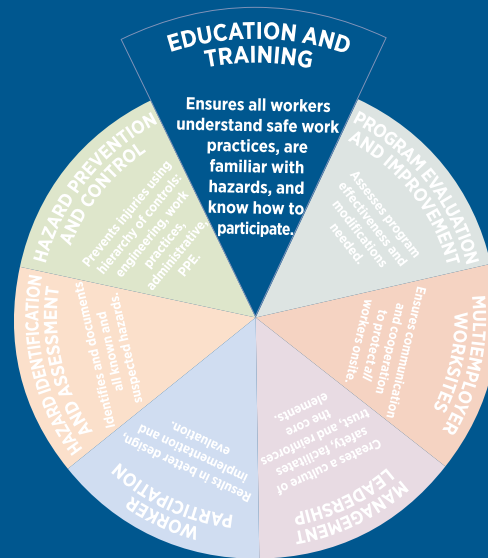 EDUCATION AND
TRAINING
Ensures all workers
understand safe work
practices, are
familiar with
hazards, and
know how to
participate.
PROGRAM EVALUATION
AND IMPROVEMENT
Assesses program
effectiveness and
modifications
needed.
MULTIEMPLOYER
WORKSITES
Ensures communication
and cooperation
to protect all
workers onsite.
MANAGEMENT
LEADERSHIP
Creates a culture of
safety, facilitates
trust, and reinforces
the core
elements.
WORKER
PARTICIPATION
Results in better design,
implementation and
evaluation.
HAZARD IDENTIFICATION
AND ASSESSMENT
Identifies and documents
all known and
suspected hazards.
HAZARD PREVENTION
AND CONTROL
Prevents injuries using
hierarchy of controls:
engineering, work
practices,
administrative,
PPE.